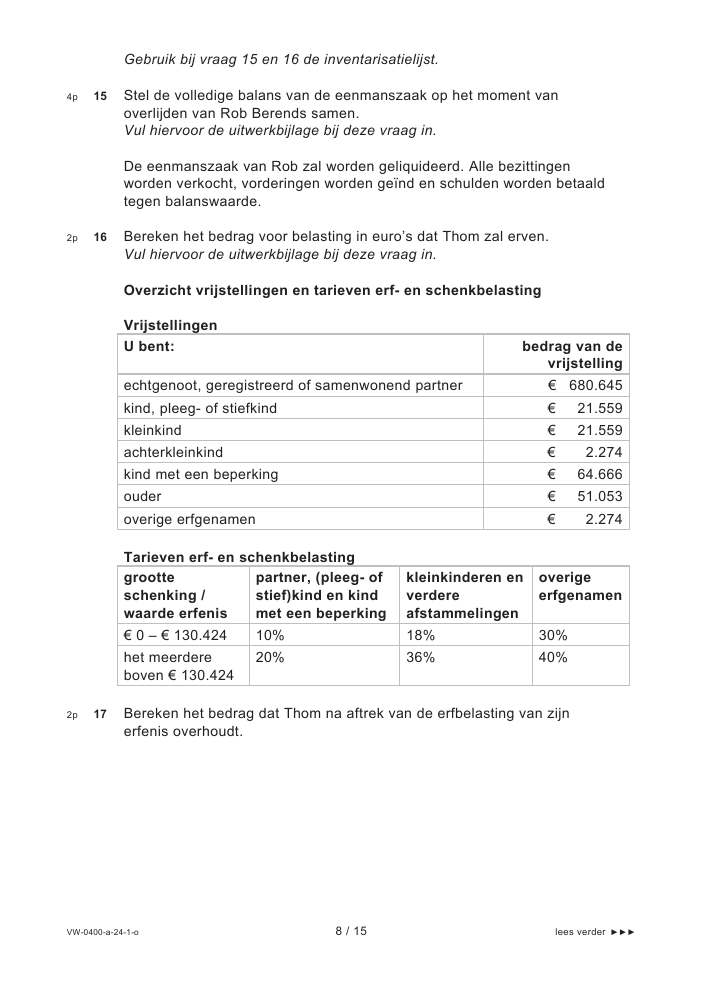 Gebruik bij vraag 15 en 16 de inventarisatielijst.
4p 15 Stel de volledige balans van de eenmanszaak op het moment van
overlijden van Rob Berends samen.
Vul hiervoor de uitwerkbijlage bij deze vraag in.
De eenmanszaak van Rob zal worden geliquideerd. Alle bezittingen
worden verkocht, vorderingen worden geïnd en schulden worden betaald
tegen balanswaarde.
2p 16 Bereken het bedrag voor belasting in euro's dat Thom zal erven.
Vul hiervoor de uitwerkbijlage bij deze vraag in.
Overzicht vrijstellingen en tarieven erf- en schenkbelasting
Vrijstellingen
U bent: bedrag van de
vrijstelling
echtgenoot, geregistreerd of samenwonend partner € 680.645
kind, pleeg- of stiefkind € 21.559
kleinkind € 21.559
achterkleinkind € 2.274
kind met een beperking € 64.666
ouder € 51.053
overige erfgenamen € 2.274
Tarieven erf- en schenkbelasting
grootte partner, (pleeg- of kleinkinderen en overige
schenking / stief)kind en kind verdere erfgenamen
waarde erfenis met een beperking afstammelingen
€ 0 – € 130.424 10% 18% 30%
het meerdere 20% 36% 40%
boven € 130.424
2p 17 Bereken het bedrag dat Thom na aftrek van de erfbelasting van zijn
erfenis overhoudt.
VW-0400-a-24-1-o 8 / 15 lees verder ►►►